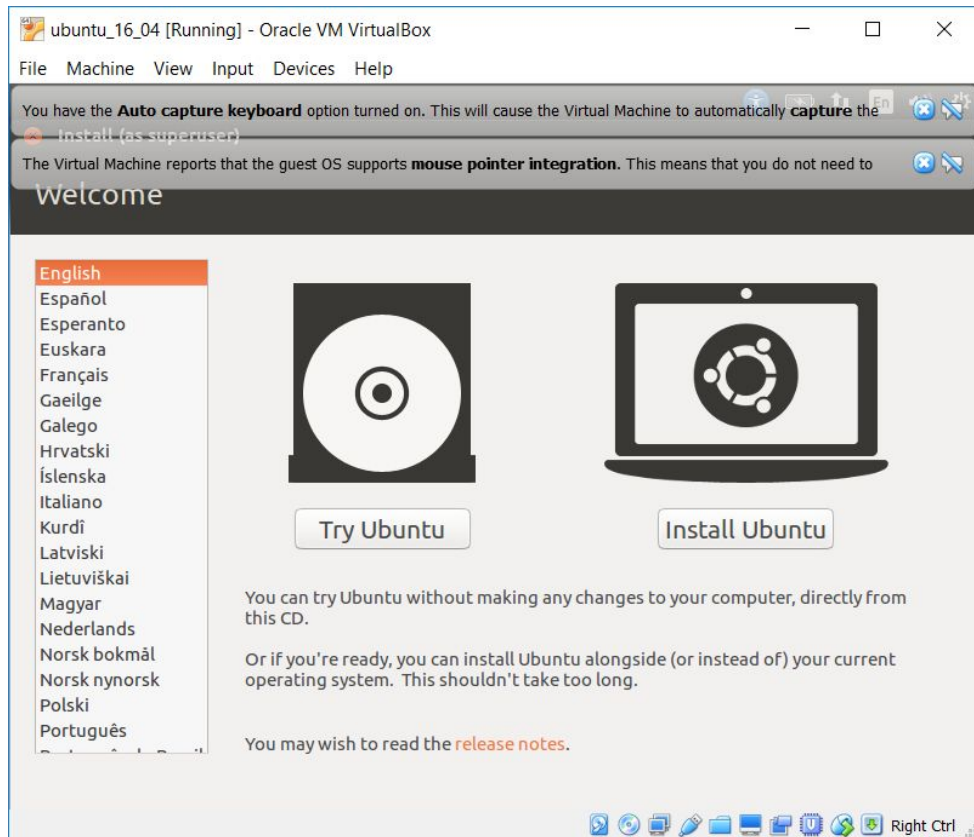 ubuntu_16_04 [Running] - Oracle VM VirtualBox
File Machine View Input Devices Help
You have the Auto capture keyboard option turned on. This will cause the Virtual Machine to automatically capture the
En
Install (as superuser)
The Virtual Machine reports that the guest OS supports mouse pointer integration. This means that you do not need to
Welcome
English
Español
Esperanto
Euskara
Français
Gaeilge
Galego
Hrvatski
Íslenska
Italiano
Kurdî
Latviski
Lietuviškai
Magyar
Nederlands
Norsk bokmål
Norsk nynorsk
Polski
Português
Try Ubuntu
Install Ubuntu
You can try Ubuntu without making any changes to your computer, directly from
this CD.
Or if you're ready, you can install Ubuntu alongside (or instead of) your current
operating system. This shouldn't take too long.
You may wish to read the release notes.
Right Ctrl